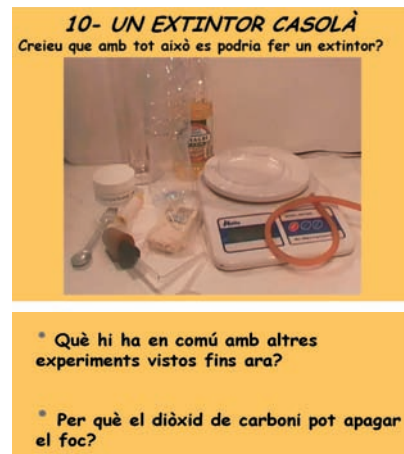 10- UN EXTINTOR CASOLÀ
Creieu que amb tot això es podria fer un extintor?
* Què hi ha en comú amb altres
experiments vistos fins ara?
* Per què el diòxid de carboni pot apagar
el foc?